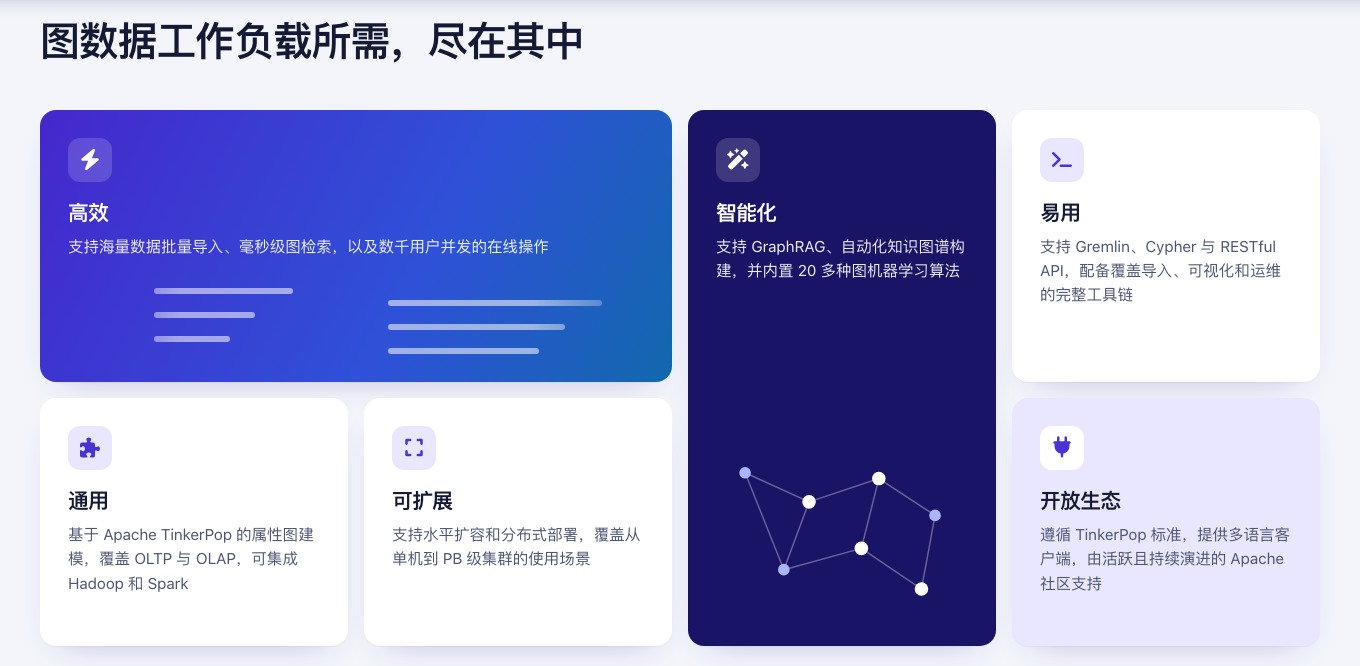 图数据工作负载所需，尽在其中
高效
支持海量数据批量导入、毫秒级图检索，以及数千用户并发的在线操作
智能化
支持 GraphRAG、自动化知识图谱构
建，并内置 20 多种图机器学习算法
易用
支持 Gremlin、Cypher 与 RESTful
API，配备覆盖导入、可视化和运维
的完整工具链
通用
基于 Apache TinkerPop 的属性图建
模，覆盖 OLTP 与 OLAP，可集成
Hadoop 和 Spark
可扩展
支持水平扩容和分布式部署，覆盖从
单机到 PB 级集群的使用场景
开放生态
遵循 TinkerPop 标准，提供多语言客
户端，由活跃且持续演进的 Apache
社区支持